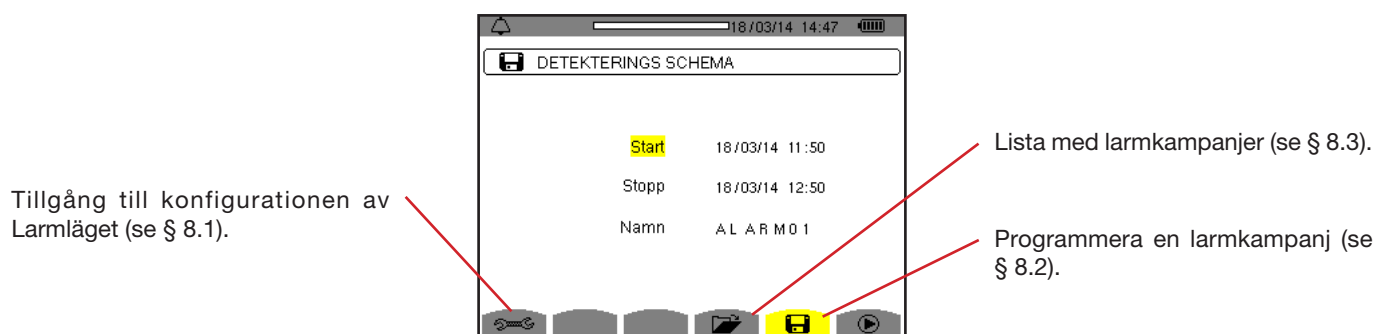 18/03/14 14:47
DETEKTERINGS SCHEMA
Start 18/03/14 11:50
Stopp 18/03/14 12:50
Namn ALARM01
Tillgång till konfigurationen av
Larmläget (se § 8.1).
Lista med larmkampanjer (se § 8.3).
Programmera en larmkampanj (se
§ 8.2).